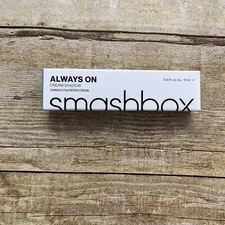 ALWAYS ON
CREAM SHADOW
OMBRE À PAUPIÈRES CRÈME
smashbox